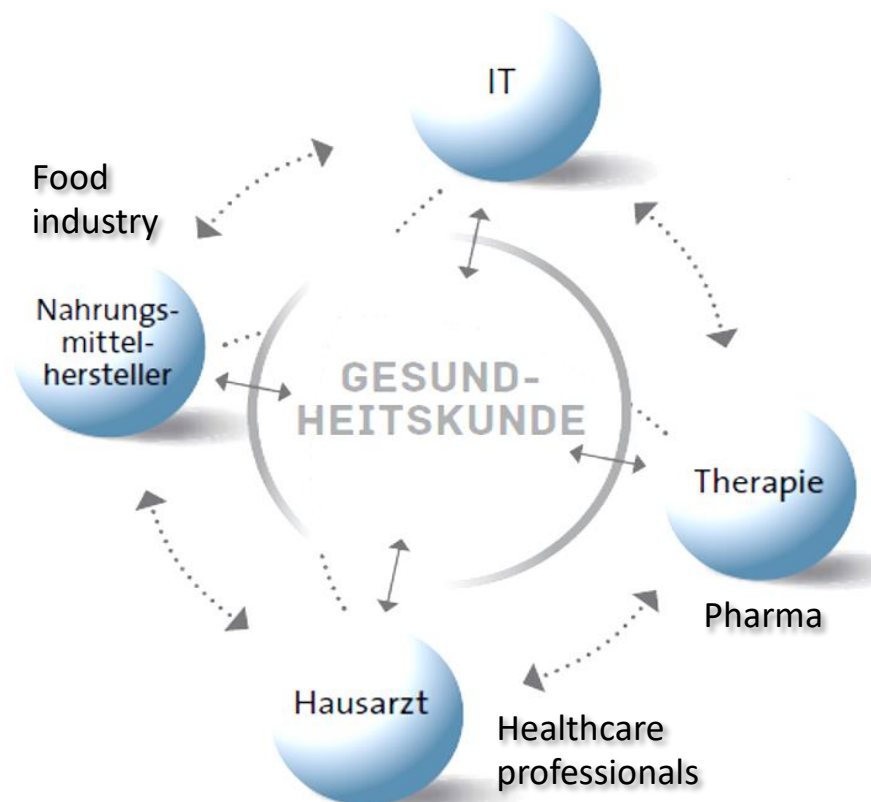 IT
Food
industry
Nahrungs-
mittel-
hersteller
GESUND-
HEITSKUNDE
Therapie
Pharma
Hausarzt
Healthcare
professionals